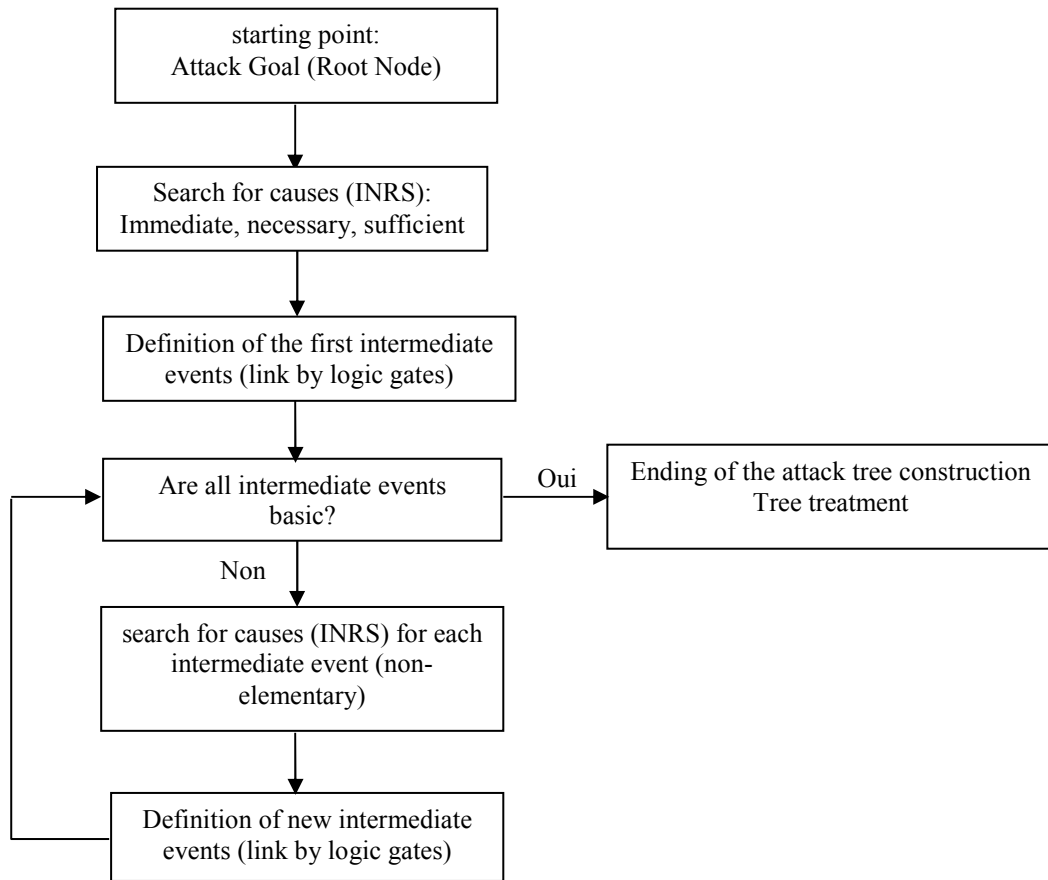 starting point:
Attack Goal (Root Node)
Search for causes (INRS):
Immediate, necessary, sufficient
Definition of the first intermediate
events (link by logic gates)
Are all intermediate events
basic?
Oui
Ending of the attack tree construction
Tree treatment
Non
search for causes (INRS) for each
intermediate event (non-
elementary)
Definition of new intermediate
events (link by logic gates)